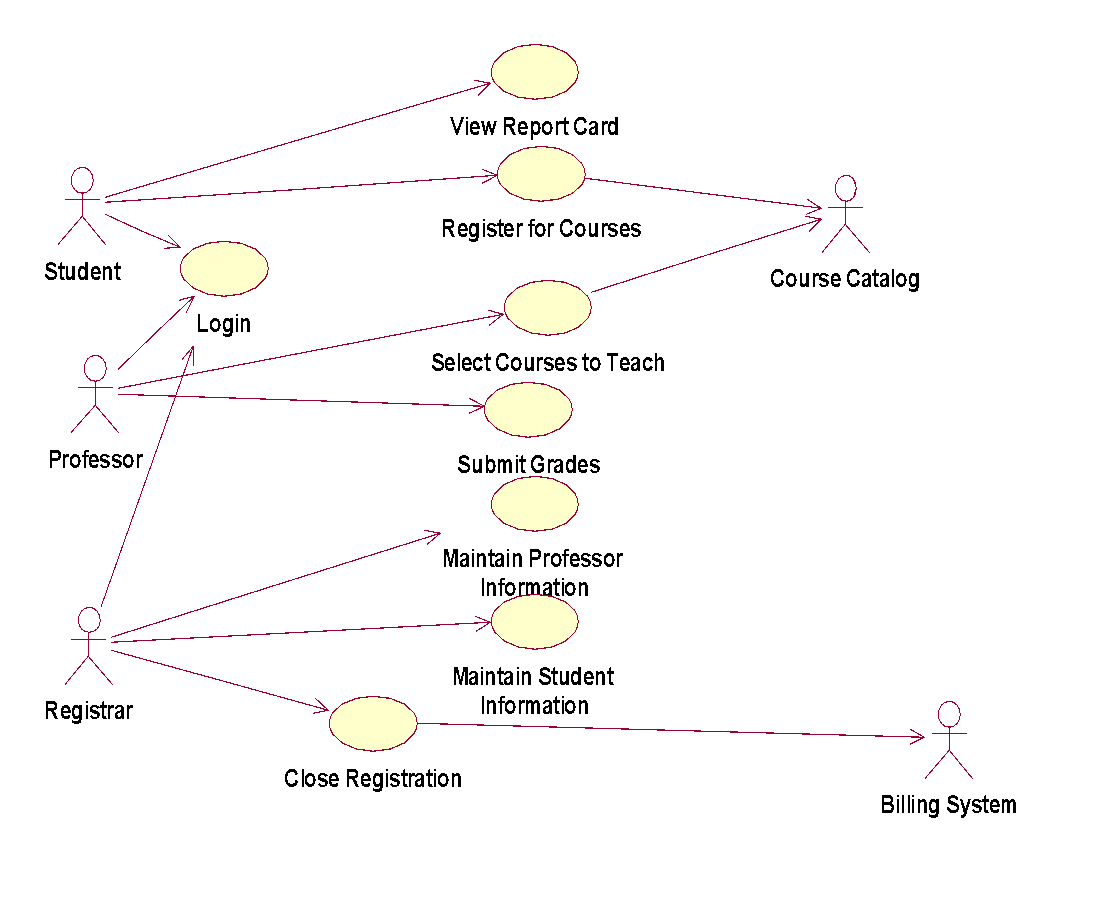 View Report Card
Register for Courses
Student
Course Catalog
Login
Select Courses to Teach
Professor
Submit Grades
Maintain Professor
Information
Maintain Student
Information
Registrar
Close Registration
Billing System